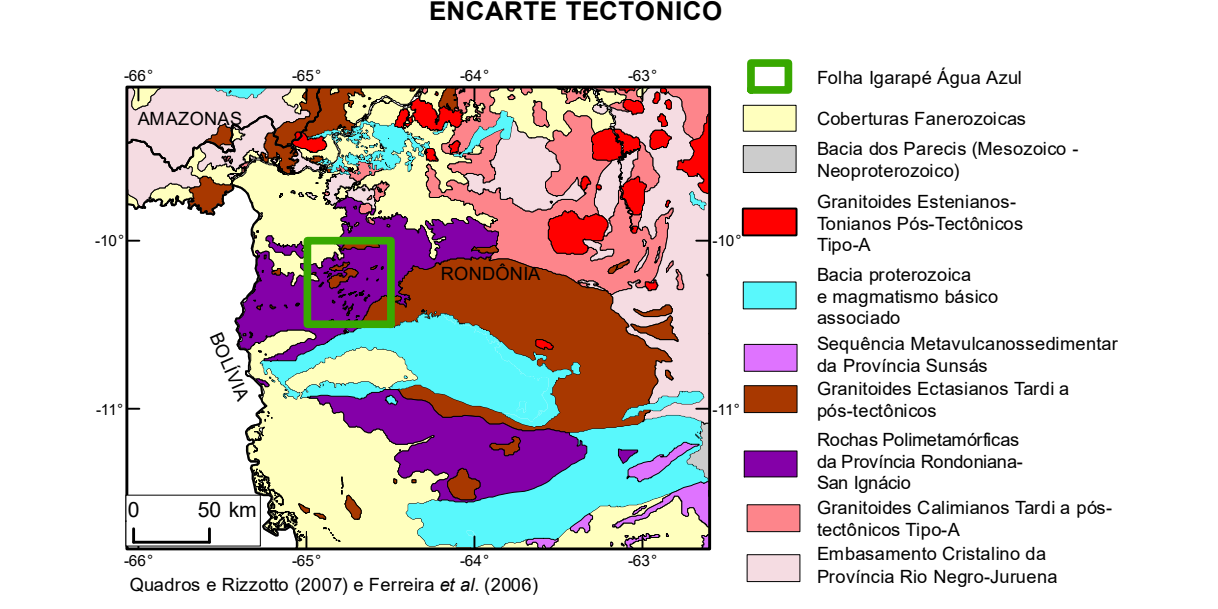 ENCARTE TECTÔNICO
-66° -65° -64° -63°
AMAZONAS
-10° -10°
RONDÔNIA
BOLÍVIA
-11° -11°
0 50 km
-66° -65° -64° -63°
Quadros e Rizzotto (2007) e Ferreira et al. (2006)
Folha Igarapé Água Azul
Coberturas Fanerozoicas
Bacia dos Parecis (Mesozoico -
Neoproterozoico)
Granitoides Estenianos-
Tonianos Pós-Tectônicos
Tipo-A
Bacia proterozoica
e magmatismo básico
associado
Sequência Metavulcanossedimentar
da Província Sunsás
Granitoides Ectasianos Tardi a
pós-tectônicos
Rochas Polimetamórficas
da Província Rondoniana-
San Ignácio
Granitoides Calimianos Tardi a pós-
tectônicos Tipo-A
Embasamento Cristalino da
Província Rio Negro-Juruena